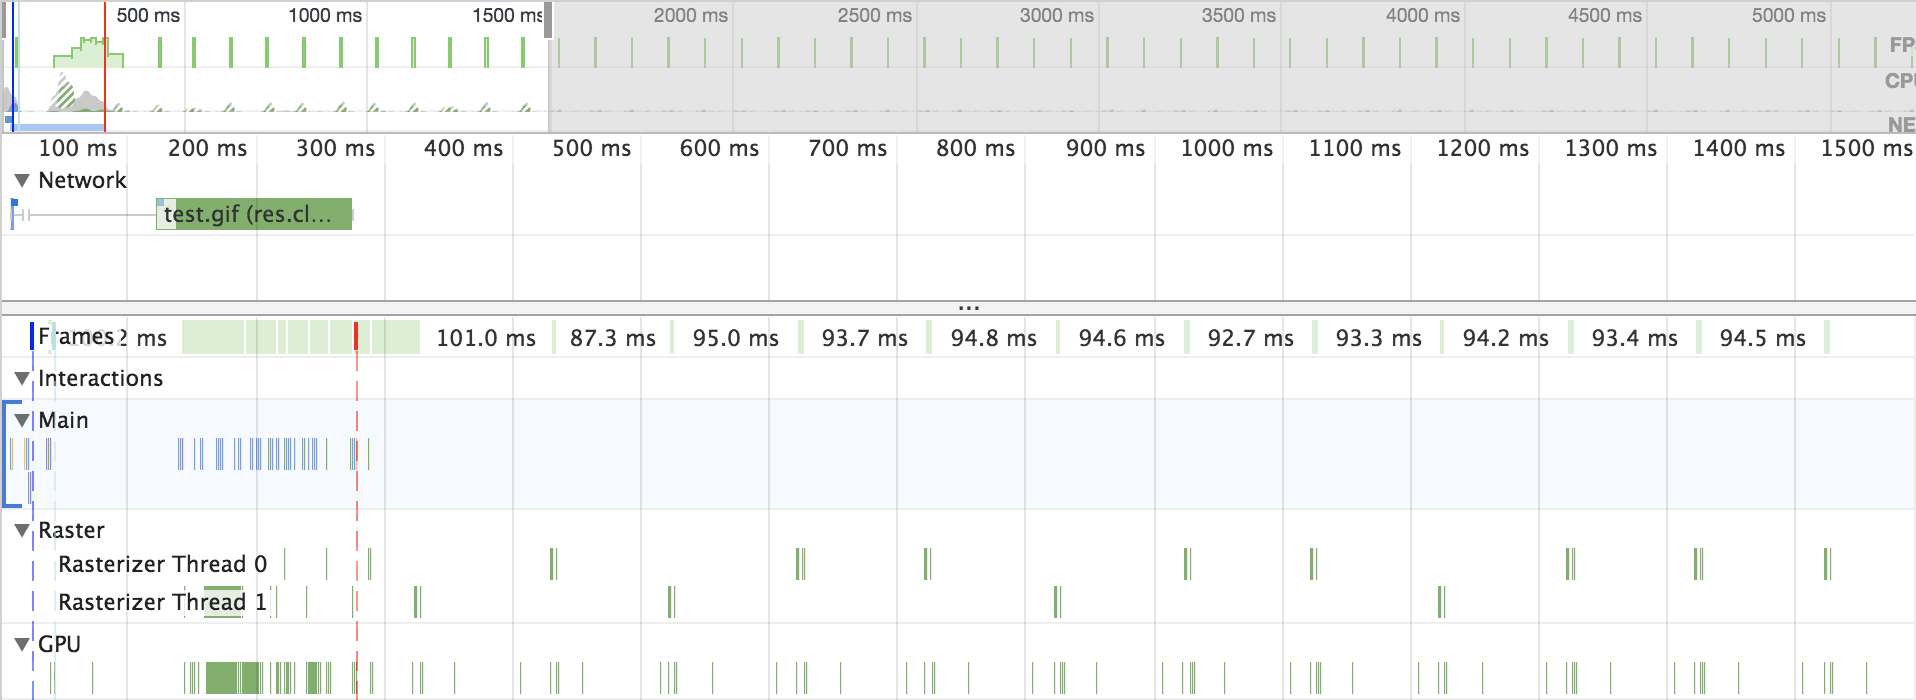 500 ms 1000 ms 1500 ms 2000 ms 2500 ms 3000 ms 3500 ms 4000 ms 4500 ms 5000 ms
FP
CPU
NE
100 ms 200 ms 300 ms 400 ms 500 ms 600 ms 700 ms 800 ms 900 ms 1000 ms 1100 ms 1200 ms 1300 ms 1400 ms 1500 ms
Network
test.gif (res.cl...
...
Frames 2 ms 101.0 ms 87.3 ms 95.0 ms 93.7 ms 94.8 ms 94.6 ms 92.7 ms 93.3 ms 94.2 ms 93.4 ms 94.5 ms
Interactions
Main
Raster
Rasterizer Thread 0
Rasterizer Thread 1
GPU